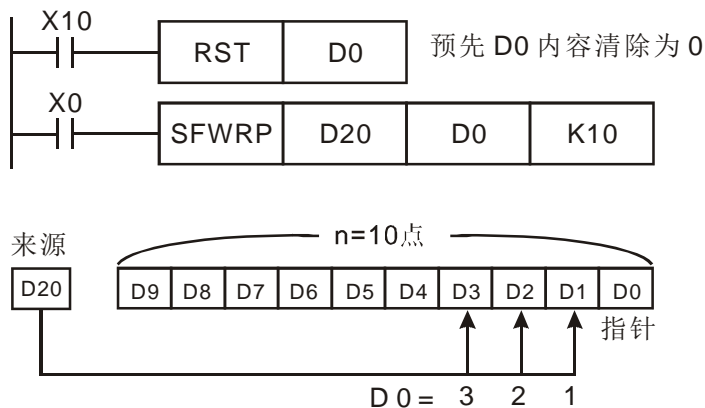 X10
RST D0 预先 D0 内容清除为 0
X0
SFWRP D20 D0 K10
来源 n=10点
D20 D9 D8 D7 D6 D5 D4 D3 D2 D1 D0
指针
D 0 = 3 2 1